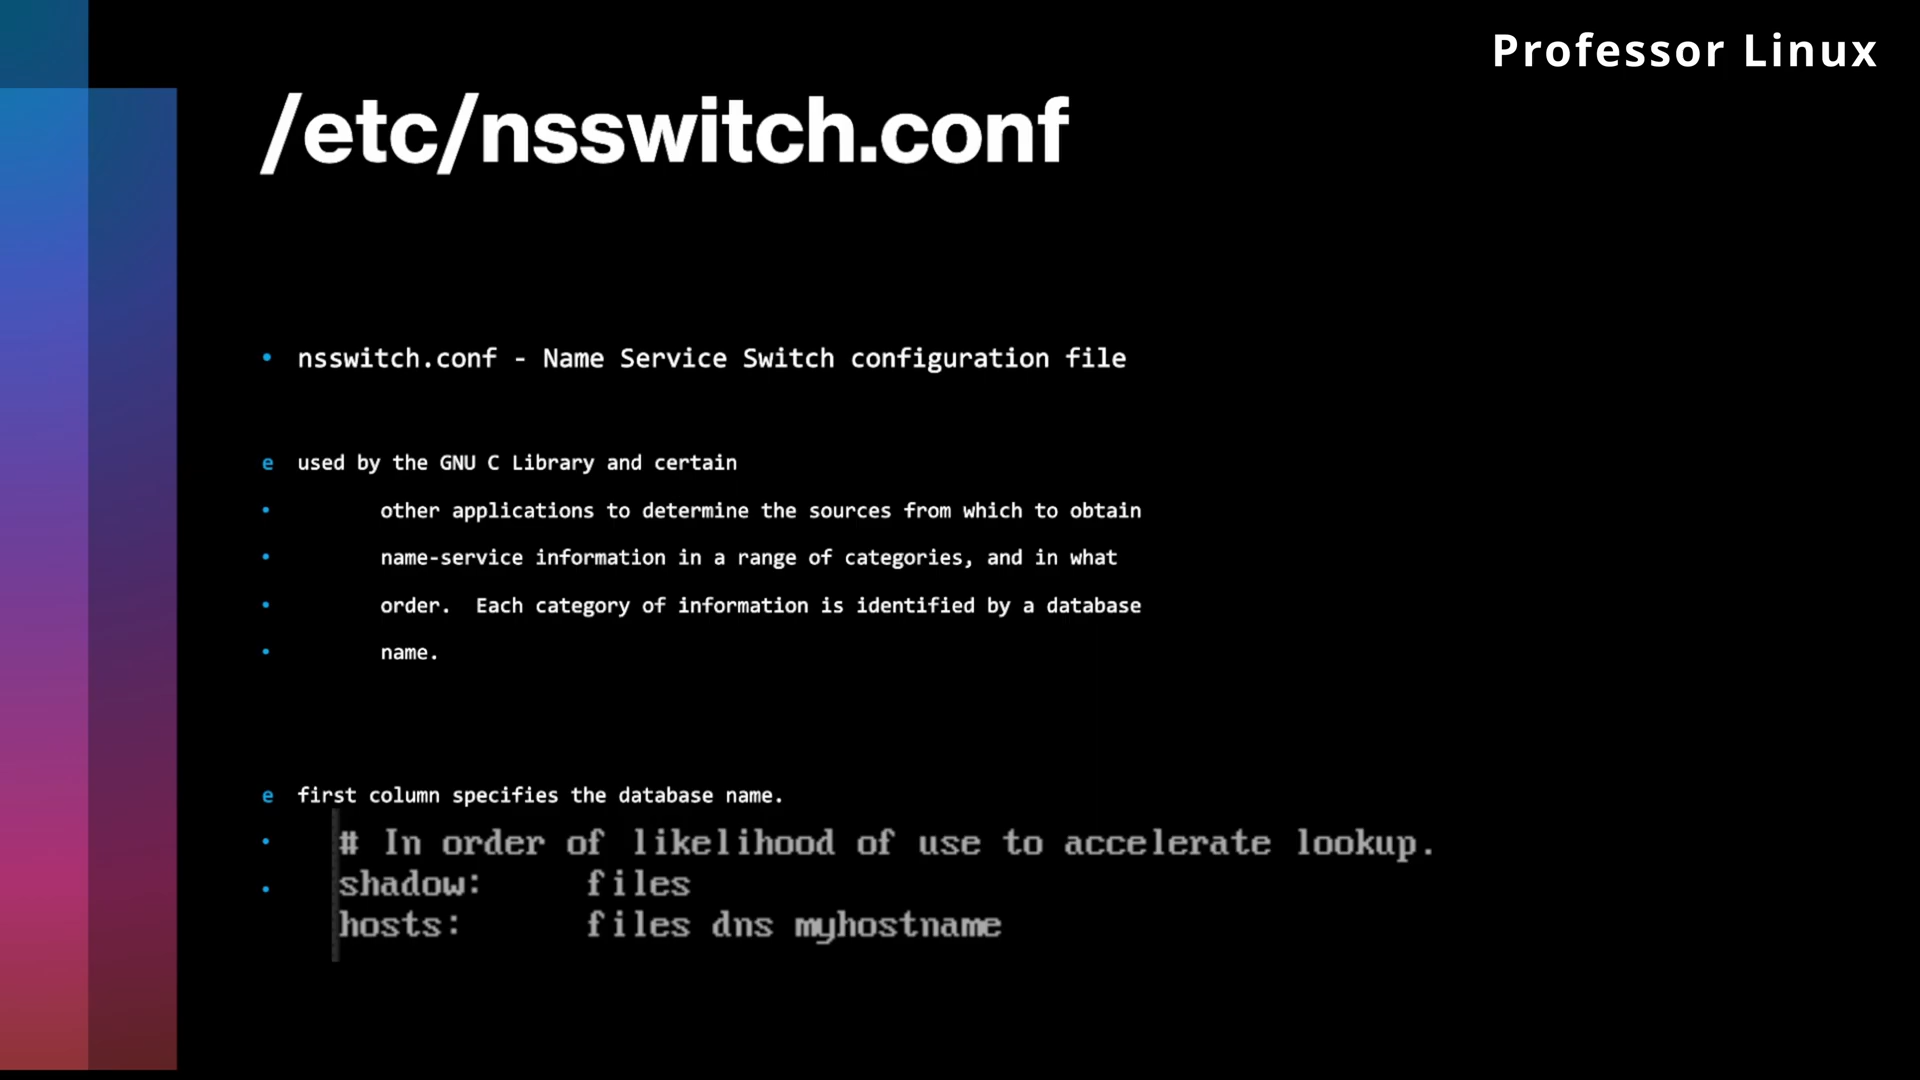 Professor Linux
/etc/nsswitch.conf
• nsswitch.conf - Name Service Switch configuration file
e used by the GNU C Library and certain
• other applications to determine the sources from which to obtain
• name-service information in a range of categories, and in what
• order.  Each category of information is identified by a database
• name.
e first column specifies the database name.
• # In order of likelihood of use to accelerate lookup.
• shadow:     files
hosts:      files dns myhostname